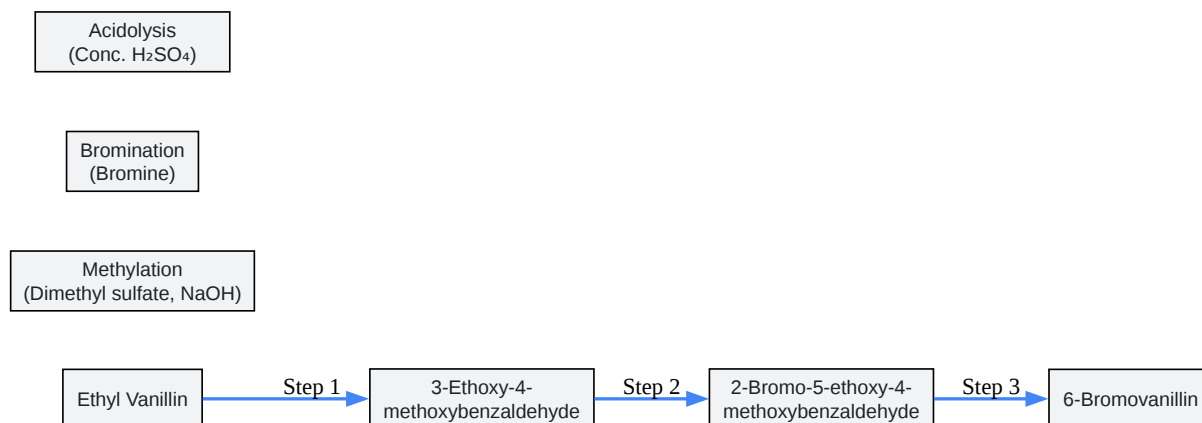 Acidolysis
(Conc. H₂SO₄)
Bromination
(Bromine)
Methylation
(Dimethyl sulfate, NaOH)
Ethyl Vanillin
Step 1
3-Ethoxy-4-
methoxybenzaldehyde
Step 2
2-Bromo-5-ethoxy-4-
methoxybenzaldehyde
Step 3
6-Bromovanillin